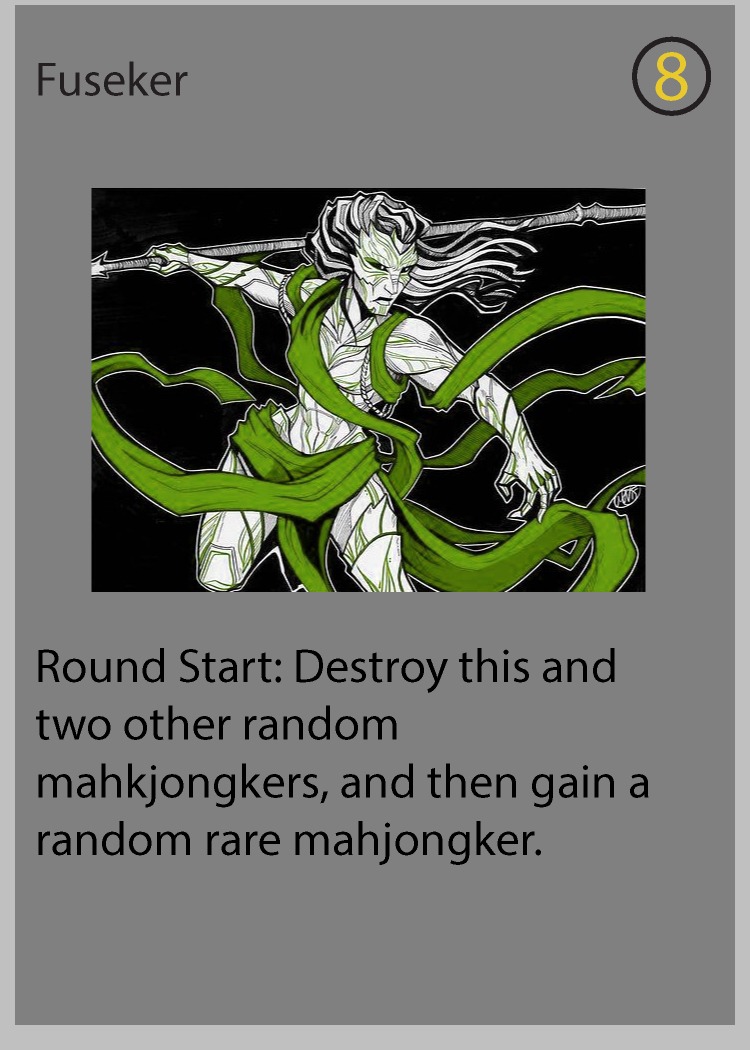 Fuseker
8
Round Start: Destroy this and
two other random
mahkjongkers, and then gain a
random rare mahjongker.